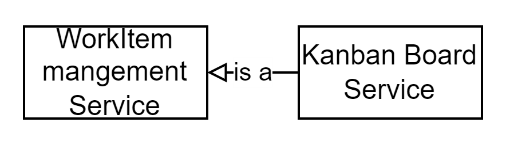 WorkItem
mangement
Service
is a
Kanban Board
Service